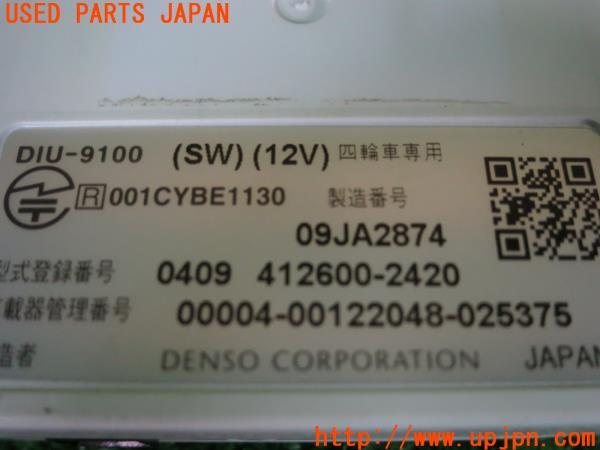 USED PARTS JAPAN
DIU-9100 (SW)(12V) 四輪車専用
R 001CYBE1130 製造番号
09JA2874
型式登録番号 0409 412600-2420
載器管理番号 00004-00122048-025375
造者 DENSO CORPORATION JAPAN
UPJ
https://www.upjpn.com